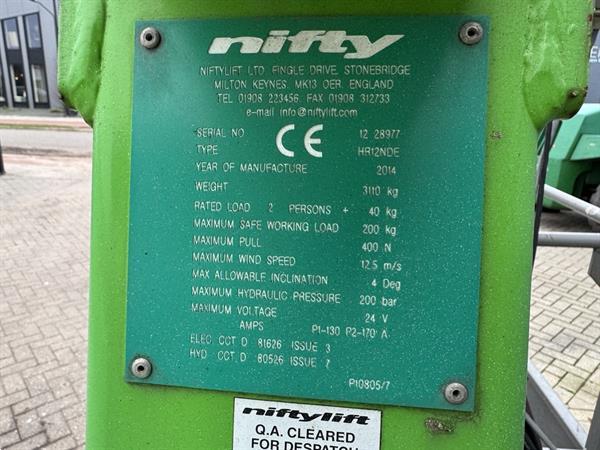 nifty
NIFTYLIFT LTD. FINGLE DRIVE, STONEBRIDGE
MILTON KEYNES, MK13 OER, ENGLAND
TEL 01908 223456, FAX 01908 312733
e-mail info@niftylift.com
SERIAL NO CE 12 28977
TYPE HR12NDE
YEAR OF MANUFACTURE 2014
WEIGHT 3110 kg
RATED LOAD 2 PERSONS + 40 kg
MAXIMUM SAFE WORKING LOAD 200 kg
MAXIMUM PULL 400 N
MAXIMUM WIND SPEED 12.5 m/s
MAX ALLOWABLE INCLINATION 4 Deg
MAXIMUM HYDRAULIC PRESSURE 200 bar
MAXIMUM VOLTAGE 24 V
AMPS P1-130 P2-170 A
ELEC. CCT. D 81626 ISSUE 3
HYD CCT. D 80526 ISSUE 7
P10805/7
niftylift
Q.A. CLEARED
FOR DESPATCH